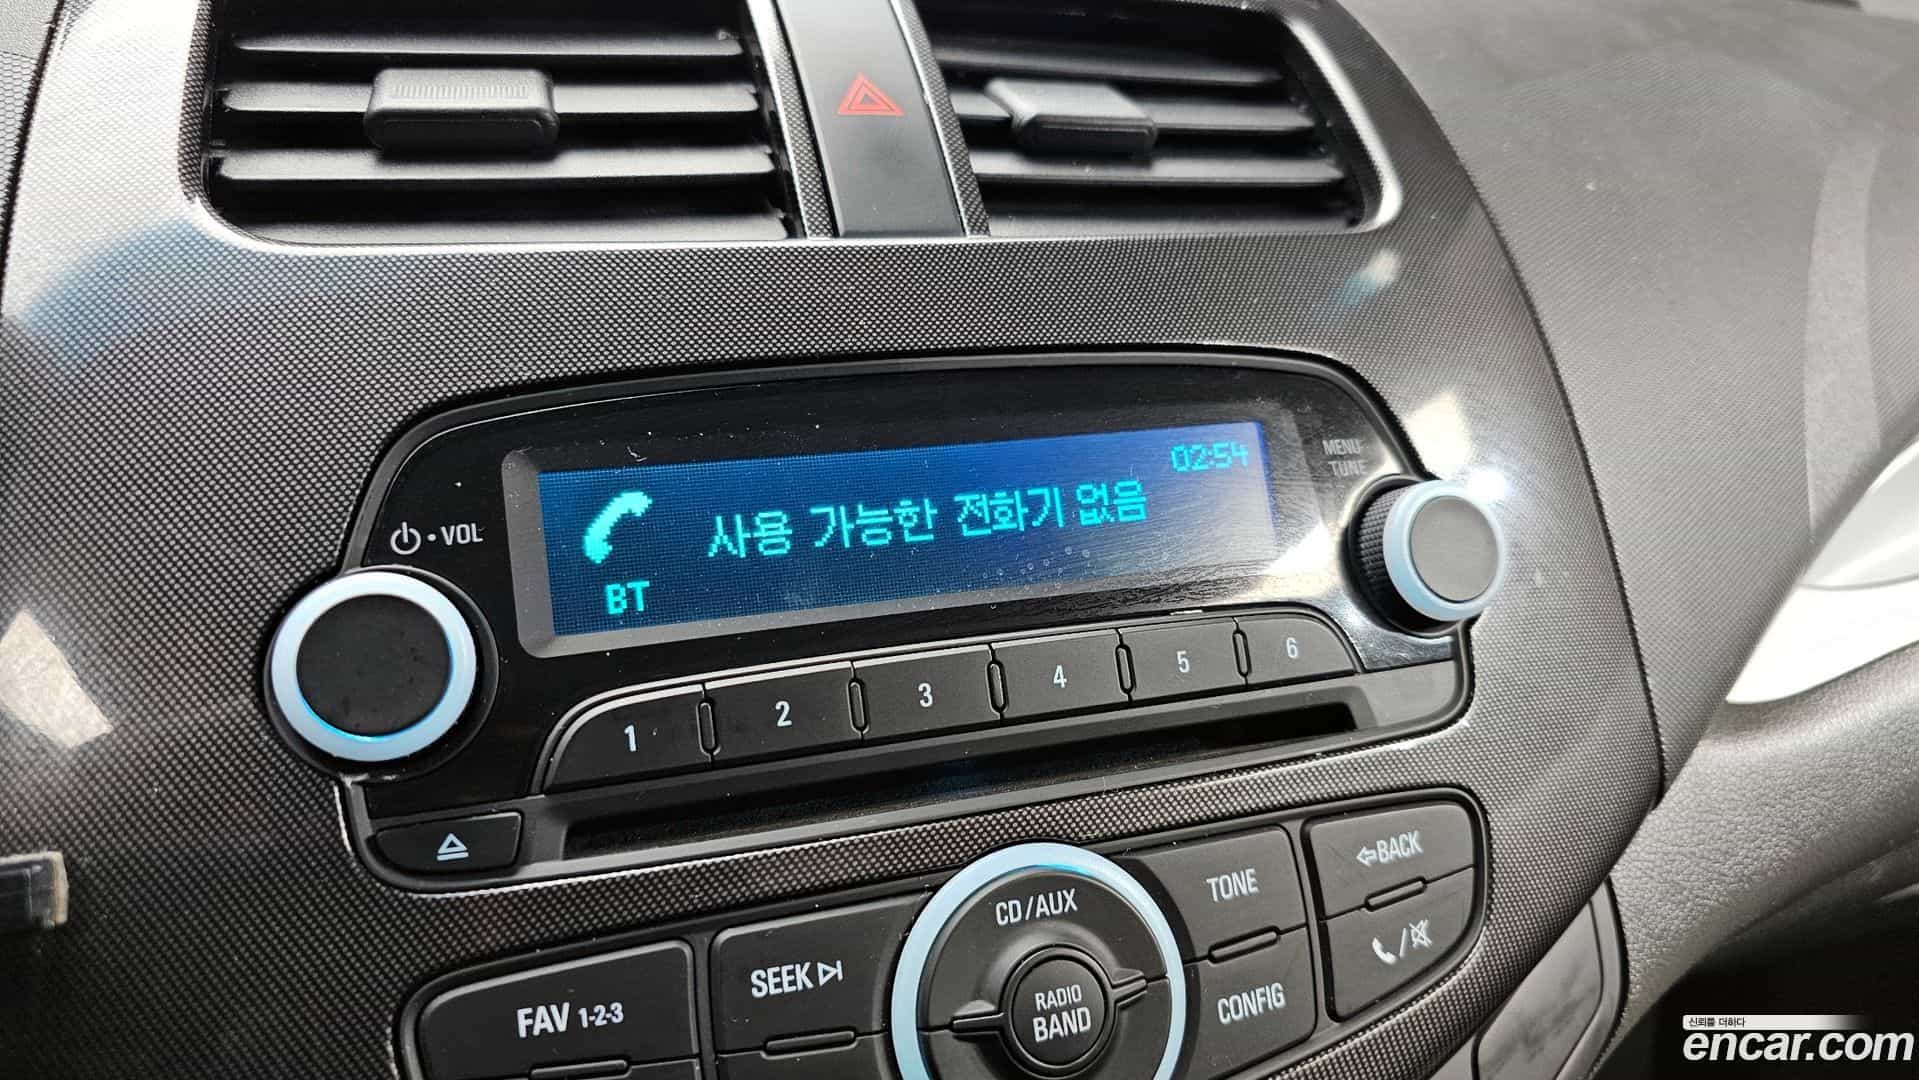 02:54
MENU
TUNE
사용 가능한 전화기 없음
BT
VOL
1
2
3
4
5
6
CD/AUX
TONE
BACK
SEEK
FAV 1-2-3
RADIO
BAND
CONFIG
신뢰를 더하다
encar.com